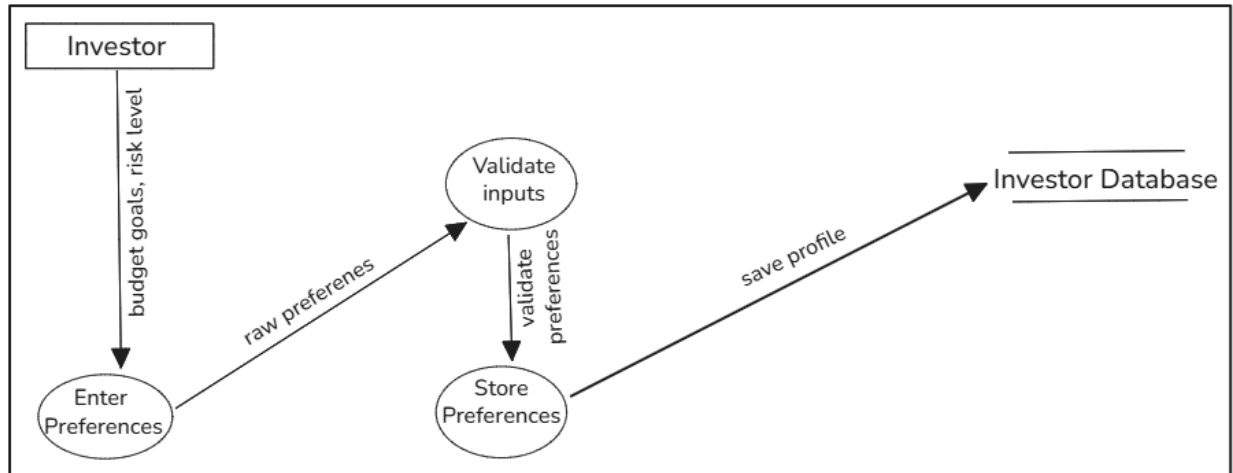 Investor
budget goals, risk level
Validate
inputs
Investor Database
raw preferenes
validate
preferences
save profile
Enter
Preferences
Store
Preferences